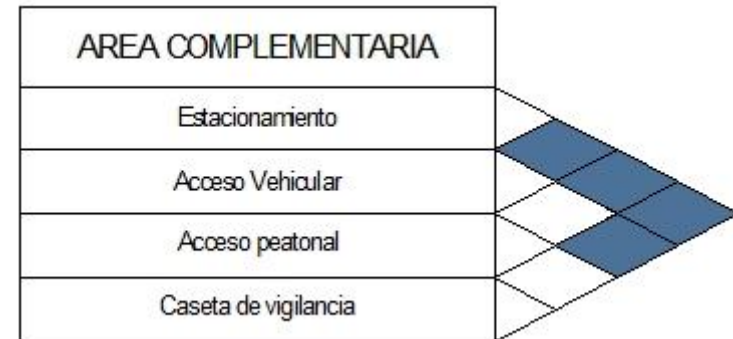 AREA COMPLEMENTARIA
Estacionamiento
Acceso Vehicular
Acceso peatonal
Caseta de vigilancia